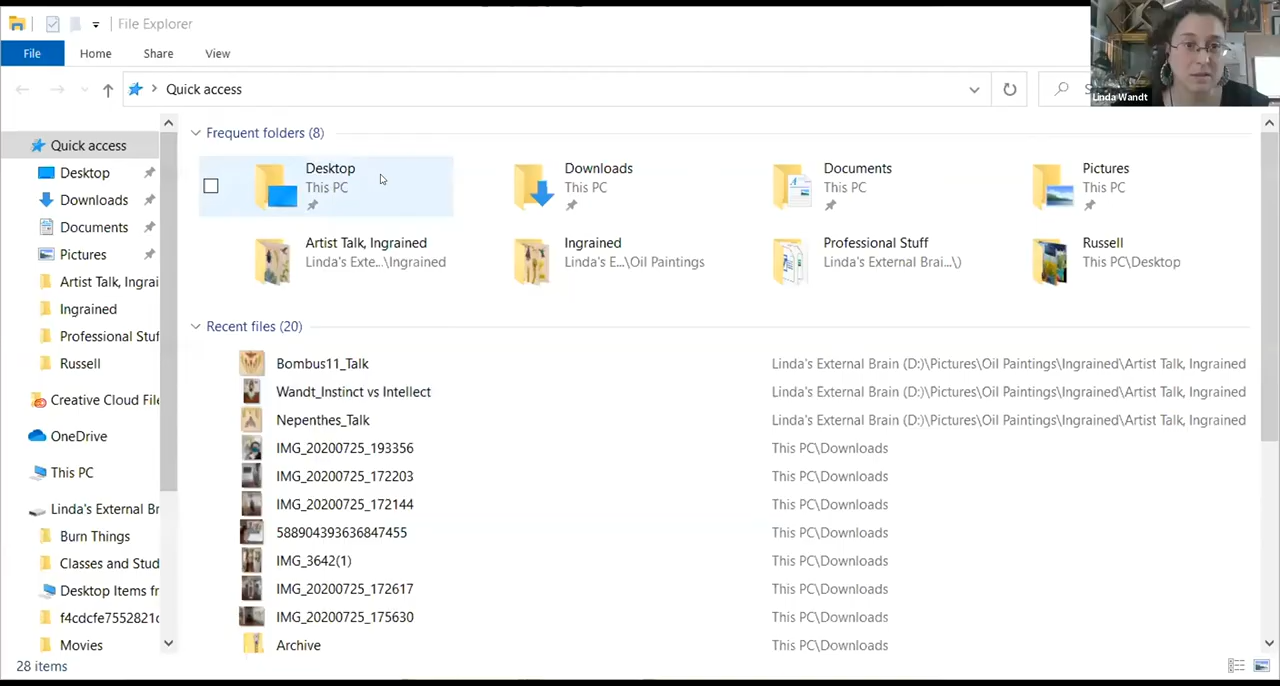 File Explorer
File Home Share View
Quick access
Linda Wandt
Quick access
Desktop
Downloads
Documents
Pictures
Artist Talk, Ingrai
Ingrained
Professional Stuf
Russell
Creative Cloud File
OneDrive
This PC
Linda's External Br
Burn Things
Classes and Stud
Desktop Items fr
f4cdcfe7552821c
Movies
Frequent folders (8)
Desktop
This PC
Downloads
This PC
Documents
This PC
Pictures
This PC
Artist Talk, Ingrained
Linda's Exte...\Ingrained
Ingrained
Linda's E...\Oil Paintings
Professional Stuff
Linda's External Brai...\)
Russell
This PC\Desktop
Recent files (20)
Bombus11_Talk Linda's External Brain (D:)\Pictures\Oil Paintings\Ingrained\Artist Talk, Ingrained
Wandt_Instinct vs Intellect Linda's External Brain (D:)\Pictures\Oil Paintings\Ingrained\Artist Talk, Ingrained
Nepenthes_Talk Linda's External Brain (D:)\Pictures\Oil Paintings\Ingrained\Artist Talk, Ingrained
IMG_20200725_193356 This PC\Downloads
IMG_20200725_172203 This PC\Downloads
IMG_20200725_172144 This PC\Downloads
588904393636847455 This PC\Downloads
IMG_3642(1) This PC\Downloads
IMG_20200725_172617 This PC\Downloads
IMG_20200725_175630 This PC\Downloads
Archive This PC\Downloads
28 items